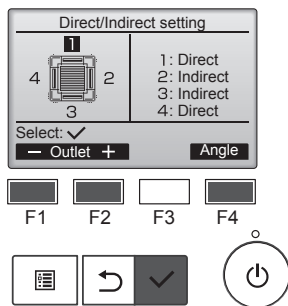 Direct/Indirect setting
1
4 2
3
1: Direct
2: Indirect
3: Indirect
4: Direct
Select: ✓
− Outlet + Angle
F1 F2 F3 F4